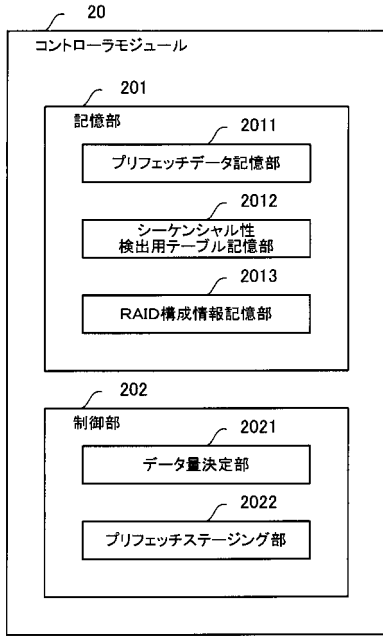 20
コントローラモジュール
201
記憶部
2011
プリフェッチデータ記憶部
2012
シーケンシャル性
検出用テーブル記憶部
2013
RAID構成情報記憶部
202
制御部
2021
データ量決定部
2022
プリフェッチステージング部